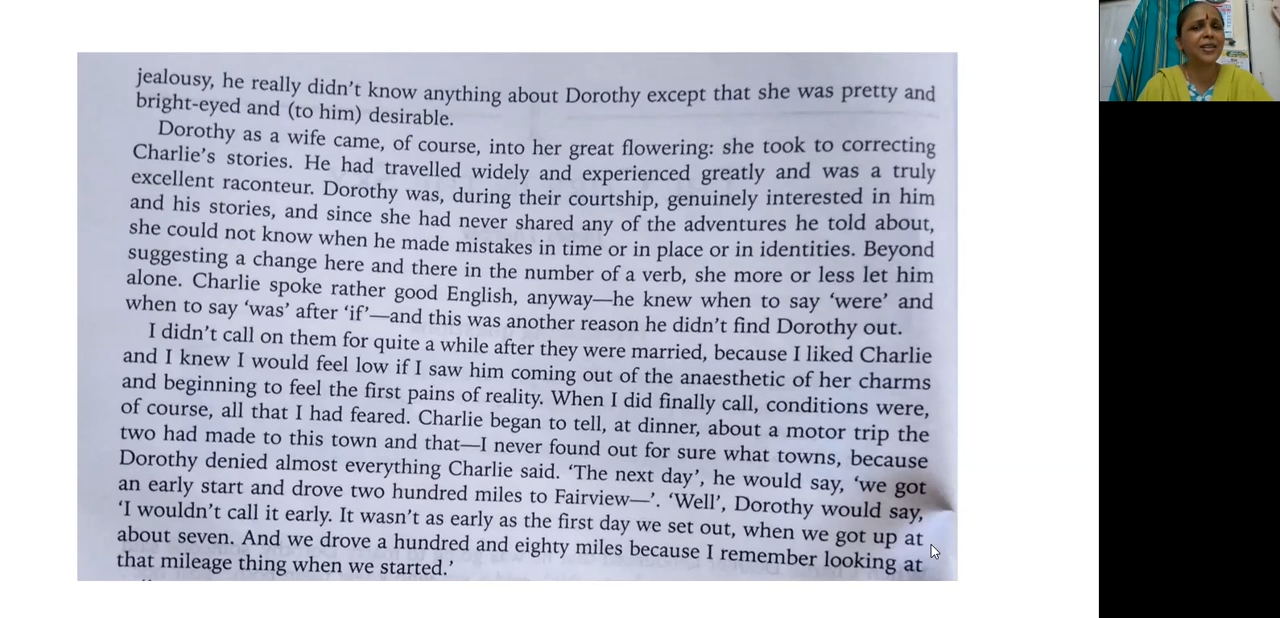 jealousy, he really didn't know anything about Dorothy except that she was pretty and
bright-eyed and (to him) desirable.
Dorothy as a wife came, of course, into her great flowering: she took to correcting
Charlie's stories. He had travelled widely and experienced greatly and was a truly
excellent raconteur. Dorothy was, during their courtship, genuinely interested in him
and his stories, and since she had never shared any of the adventures he told about,
she could not know when he made mistakes in time or in place or in identities. Beyond
suggesting a change here and there in the number of a verb, she more or less let him
alone. Charlie spoke rather good English, anyway—he knew when to say 'were' and
when to say 'was' after 'if'—and this was another reason he didn't find Dorothy out.
I didn't call on them for quite a while after they were married, because I liked Charlie
and I knew I would feel low if I saw him coming out of the anaesthetic of her charms
and beginning to feel the first pains of reality. When I did finally call, conditions were,
of course, all that I had feared. Charlie began to tell, at dinner, about a motor trip the
two had made to this town and that—I never found out for sure what towns, because
Dorothy denied almost everything Charlie said. 'The next day', he would say, 'we got
an early start and drove two hundred miles to Fairview—'. 'Well', Dorothy would say,
'I wouldn't call it early. It wasn't as early as the first day we set out, when we got up at
about seven. And we drove a hundred and eighty miles because I remember looking at
that mileage thing when we started.'